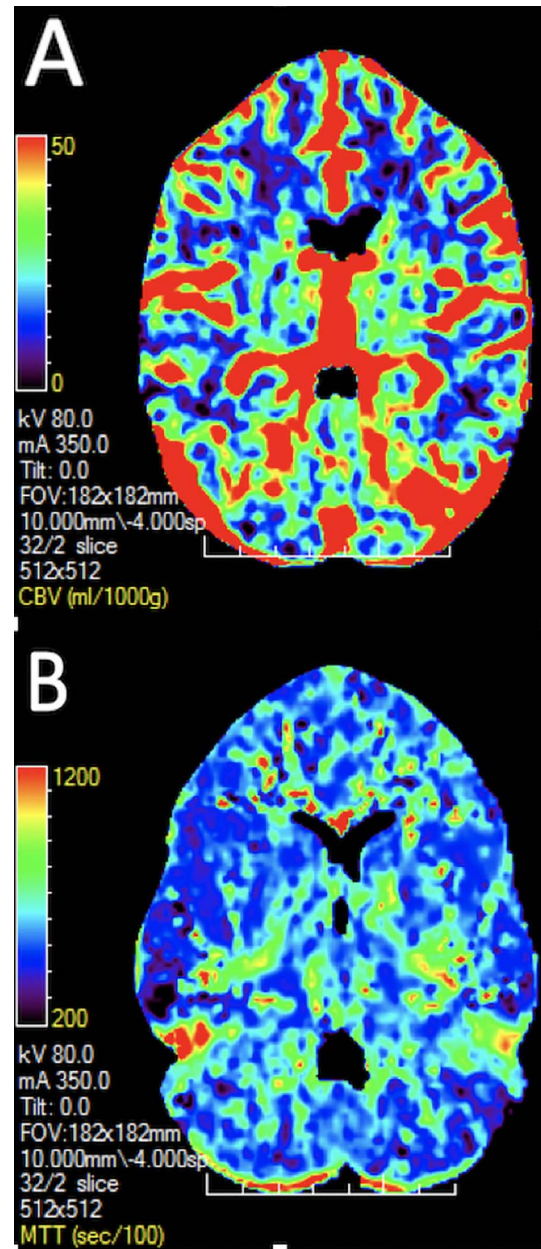 A
50
0
kV 80.0
mA 350.0
Tilt: 0.0
FOV:182x182mm
10.000mm\-4.000sp
32/2 slice
512x512
CBV (ml/1000g)
B
1200
200
kV 80.0
mA 350.0
Tilt: 0.0
FOV:182x182mm
10.000mm\-4.000sp
32/2 slice
512x512
MTT (sec/100)